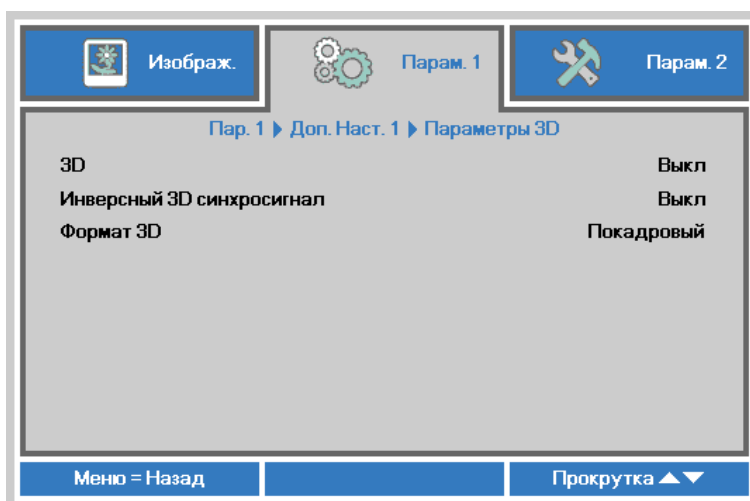 Изображ. Парам. 1 Парам. 2
Пар. 1 ▶ Доп. Наст. 1 ▶ Параметры 3D
3D Выкл
Инверсный 3D синхросигнал Выкл
Формат 3D Покадровый
Меню = Назад Прокрутка ▲▼